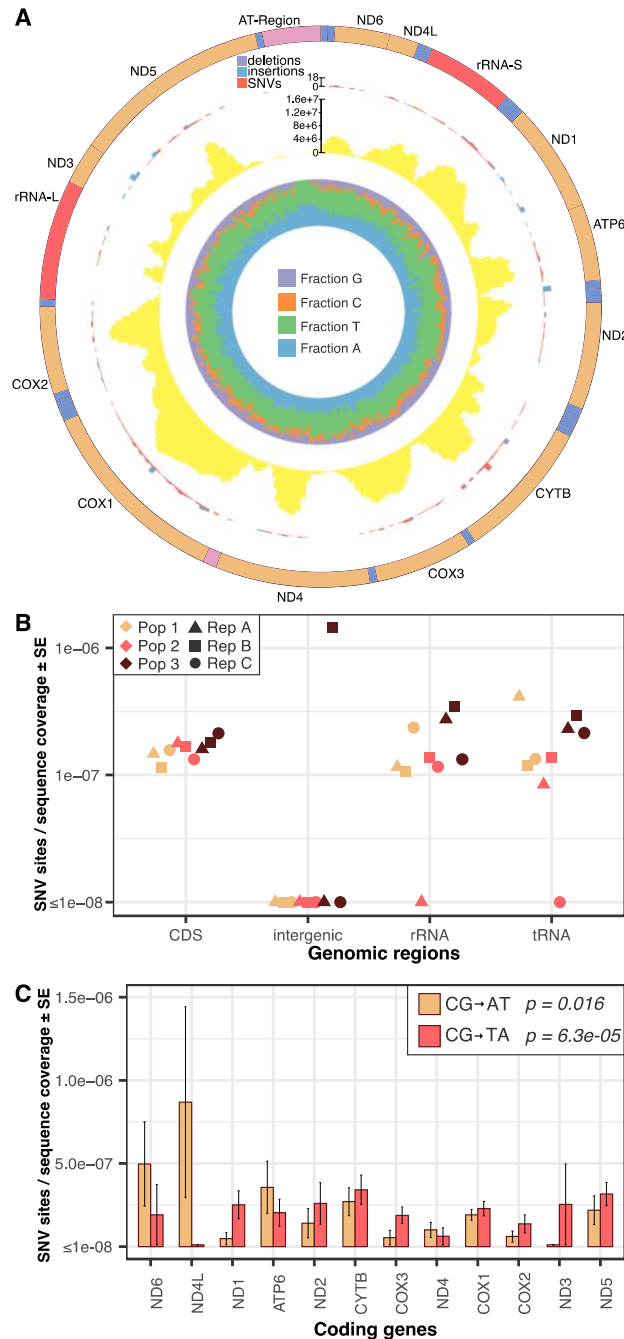 A
AT-Region
ND6
ND4L
rRNA-S
ND1
ATP6
ND2
CYTB
COX3
ND4
COX1
COX2
rRNA-L
ND3
ND5
deletions
insertions
SNVs
18
0
1.6e+7
1.2e+7
8e+6
4e+6
0
Fraction G
Fraction C
Fraction T
Fraction A
B
Pop 1 Rep A
Pop 2 Rep B
Pop 3 Rep C
SNV sites / sequence coverage ± SE
1e-06
1e-07
≤1e-08
CDS intergenic rRNA tRNA
Genomic regions
C
CG→AT p = 0.016
CG→TA p = 6.3e-05
SNV sites / sequence coverage ± SE
1.5e-06
1.0e-06
5.0e-07
≤1e-08
ND6 ND4L ND1 ATP6 ND2 CYTB COX3 ND4 COX1 COX2 ND3 ND5
Coding genes